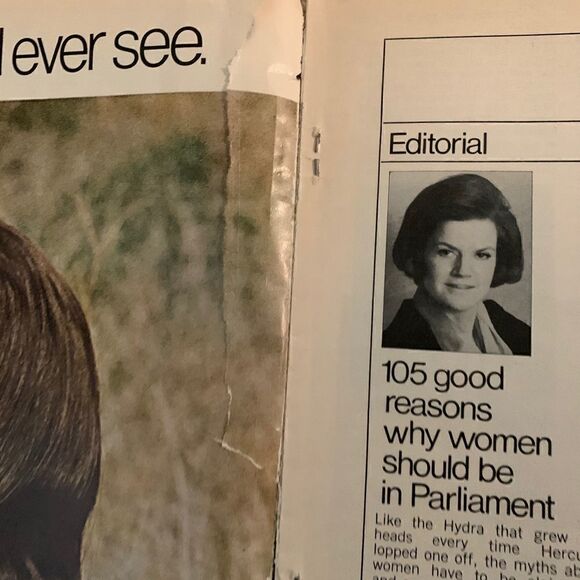 ever see.
Editorial
105 good
reasons
why women
should be
in Parliament
Like the Hydra that grew
heads every time
lopped one off, the myths
women have to